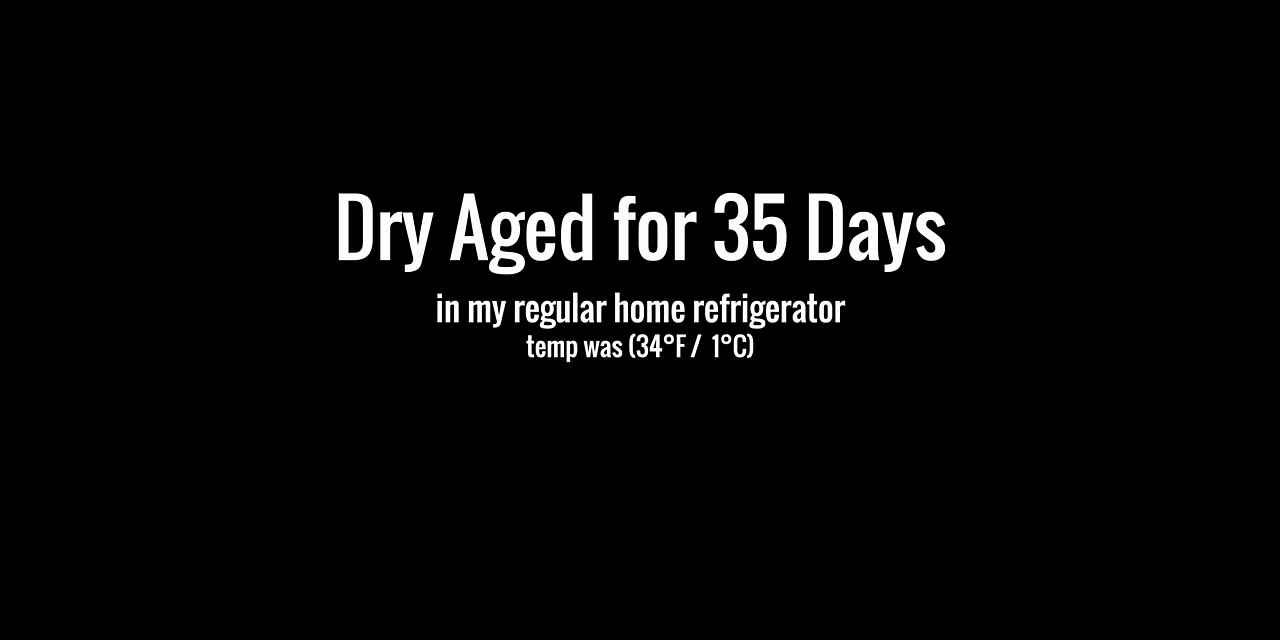 Dry Aged for 35 Days
in my regular home refrigerator
temp was (34°F / 1°C)